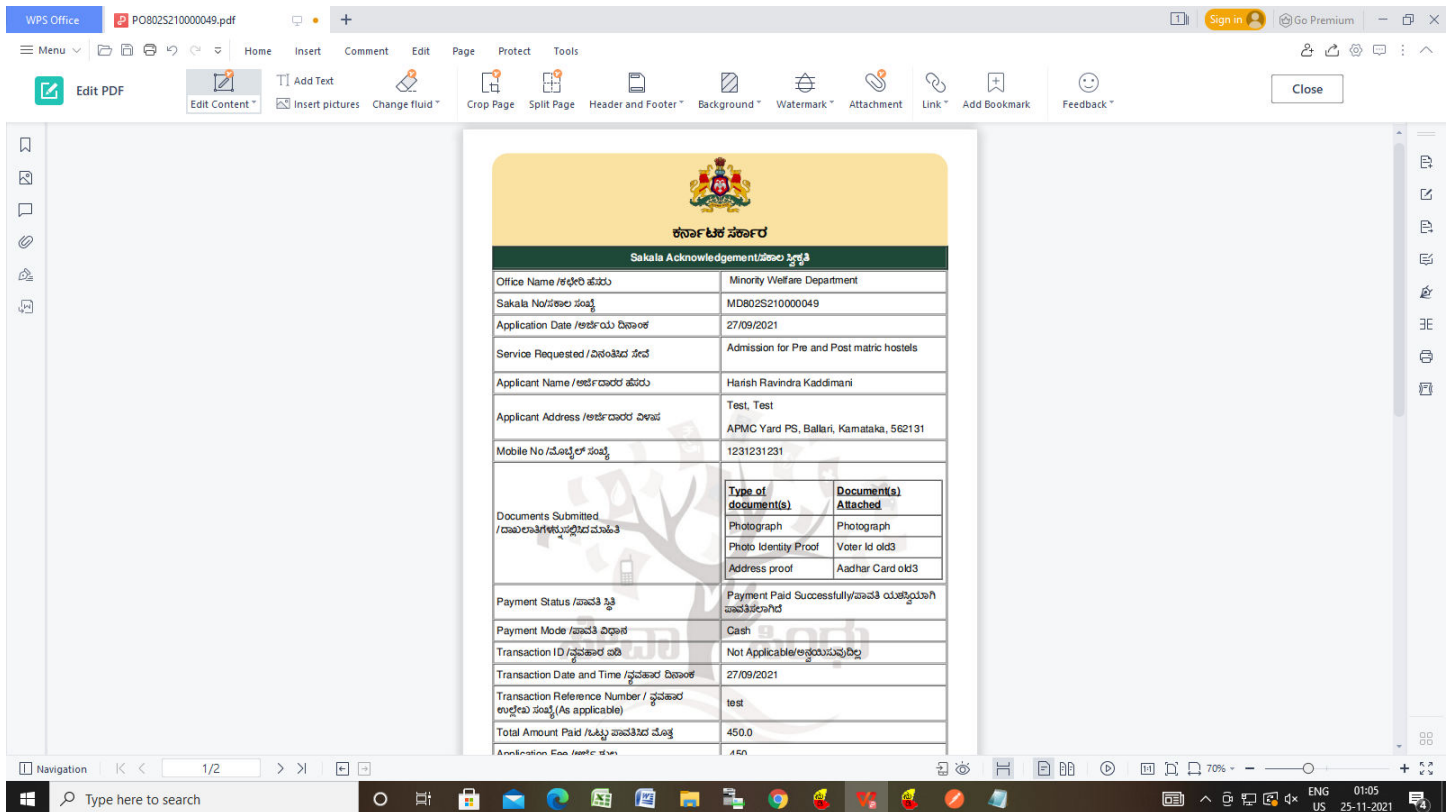 WPS Office
PO802S210000049.pdf
Sign in
Go Premium
Menu
Home Insert Comment Edit Page Protect Tools
Edit PDF
Edit Content
Add Text
Insert pictures
Change fluid
Crop Page
Split Page
Header and Footer
Background
Watermark
Attachment
Link
Add Bookmark
Feedback
Close
ಕರ್ನಾಟಕ ಸರ್ಕಾರ
Sakala Acknowledgement/ಸಕಾಲ ಸ್ವೀಕೃತಿ
Office Name /ಕಛೇರಿ ಹೆಸರು Minority Welfare Department
Sakala No/ಸಕಾಲ ಸಂಖ್ಯೆ MD802S210000049
Application Date /ಅರ್ಜಿಯ ದಿನಾಂಕ 27/09/2021
Service Requested /ವಿನಂತಿಸಿದ ಸೇವೆ Admission for Pre and Post matric hostels
Applicant Name /ಅರ್ಜಿದಾರರ ಹೆಸರು Harish Ravindra Kaddimani
Applicant Address /ಅರ್ಜಿದಾರರ ವಿಳಾಸ Test, Test
APMC Yard PS, Ballari, Karnataka, 562131
Mobile No /ಮೊಬೈಲ್ ಸಂಖ್ಯೆ 1231231231
Documents Submitted
/ದಾಖಲಾತಿಗಳನ್ನು ಸಲ್ಲಿಸಿದ ಮಾಹಿತಿ
Type of document(s) Document(s) Attached
Photograph Photograph
Photo Identity Proof Voter Id old3
Address proof Aadhar Card old3
Payment Status /ಪಾವತಿ ಸ್ಥಿತಿ Payment Paid Successfully/ಪಾವತಿ ಯಶಸ್ವಿಯಾಗಿ
ಪಾವತಿಸಲಾಗಿದೆ
Payment Mode /ಪಾವತಿ ವಿಧಾನ Cash
ಸೇವಾ ಸಿಂಧು
Transaction ID /ವ್ಯವಹಾರ ಐಡಿ Not Applicable/ಅನ್ವಯಿಸುವುದಿಲ್ಲ
Transaction Date and Time /ವ್ಯವಹಾರ ದಿನಾಂಕ 27/09/2021
Transaction Reference Number / ವ್ಯವಹಾರ
ಉಲ್ಲೇಖ ಸಂಖ್ಯೆ(As applicable) test
Total Amount Paid /ಒಟ್ಟು ಪಾವತಿಸಿದ ಮೊತ್ತ 450.0
Application Fee /ಅರ್ಜಿ ಶುಲ್ಕ 450
Navigation
1/2
70%
Type here to search
ENG
US
01:05
25-11-2021
4